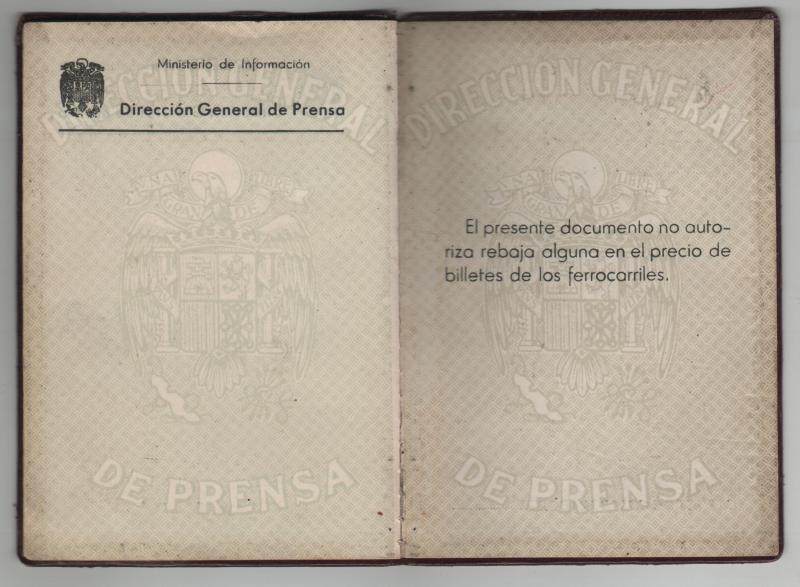 Ministerio de Información
Dirección General de Prensa
DIRECCION GENERAL
UNA GRANDE LIBRE
DE PRENSA
DIRECCION GENERAL
UNA GRANDE LIBRE
El presente documento no auto-
riza rebaja alguna en el precio de
billetes de los ferrocarriles.
DE PRENSA